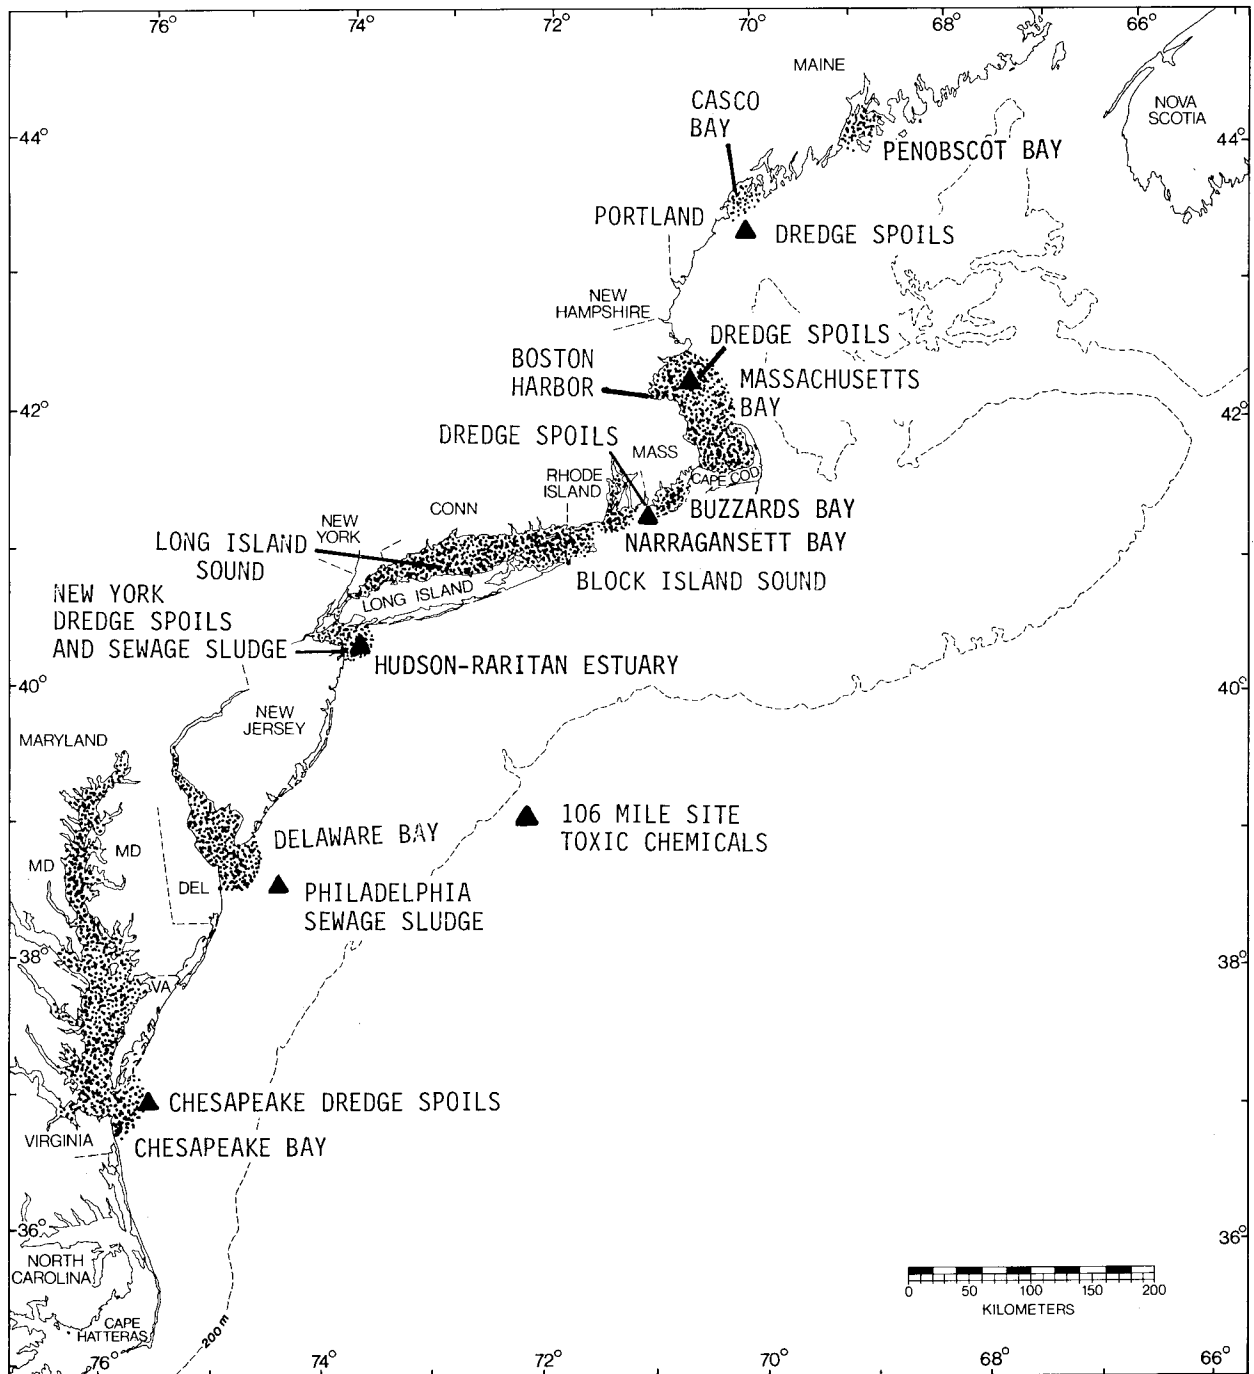 76° 74° 72° 70° 68° 66°
MAINE
CASCO
BAY
NOVA
SCOTIA
44° 44°
PENOBSCOT BAY
PORTLAND
DREDGE SPOILS
NEW
HAMPSHIRE
DREDGE SPOILS
BOSTON
HARBOR
MASSACHUSETTS
BAY
42° 42°
DREDGE SPOILS
MASS
RHODE
ISLAND
CAPE COD
CONN
BUZZARDS BAY
NEW
YORK
NARRAGANSETT BAY
LONG ISLAND
SOUND
BLOCK ISLAND SOUND
LONG ISLAND
NEW YORK
DREDGE SPOILS
AND SEWAGE SLUDGE
HUDSON-RARITAN ESTUARY
40° 40°
NEW
JERSEY
MARYLAND
106 MILE SITE
TOXIC CHEMICALS
DELAWARE BAY
MD
MD
DEL
PHILADELPHIA
SEWAGE SLUDGE
38° 38°
VA
CHESAPEAKE DREDGE SPOILS
VIRGINIA
CHESAPEAKE BAY
36° 36°
NORTH
CAROLINA
0 50 100 150 200
KILOMETERS
CAPE
HATTERAS
200 m
76° 74° 72° 70° 68° 66°